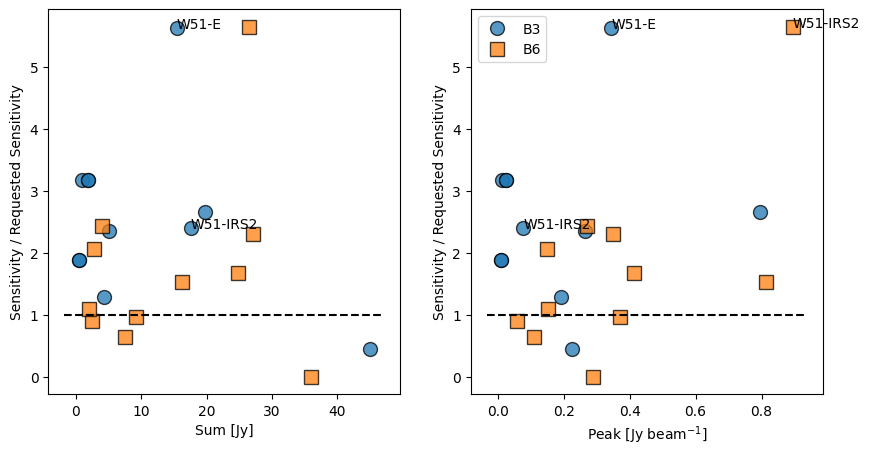 W51-E
W51-IRS2
Sensitivity / Requested Sensitivity
5
4
3
2
1
0
0
10
20
30
40
Sum [Jy]
B3
B6
W51-E
W51-IRS2
W51-IRS2
Sensitivity / Requested Sensitivity
5
4
3
2
1
0
0.0
0.2
0.4
0.6
0.8
Peak [Jy beam⁻¹]